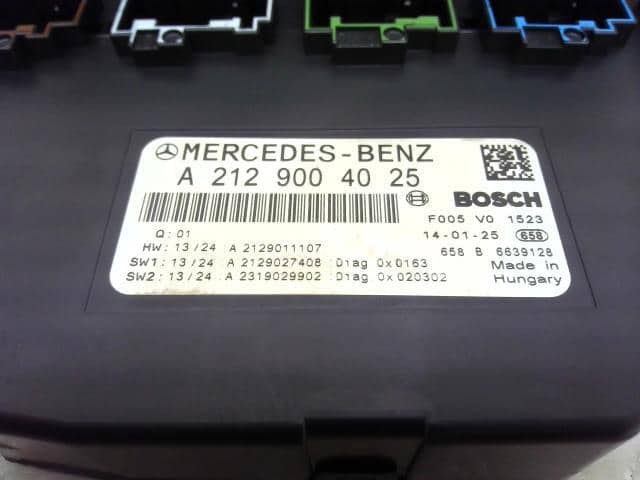 MERCEDES-BENZ
A 212 900 40 25
BOSCH
F005 V0 1523
Q: 01
14-01-25 658
HW: 13/24 : A 2129011107
658 B 6639128
SW1: 13/24 : A 2129027408 : Diag 0x0163
Made in
SW2: 13/24 : A 2319029902 : Diag 0x020302
Hungary